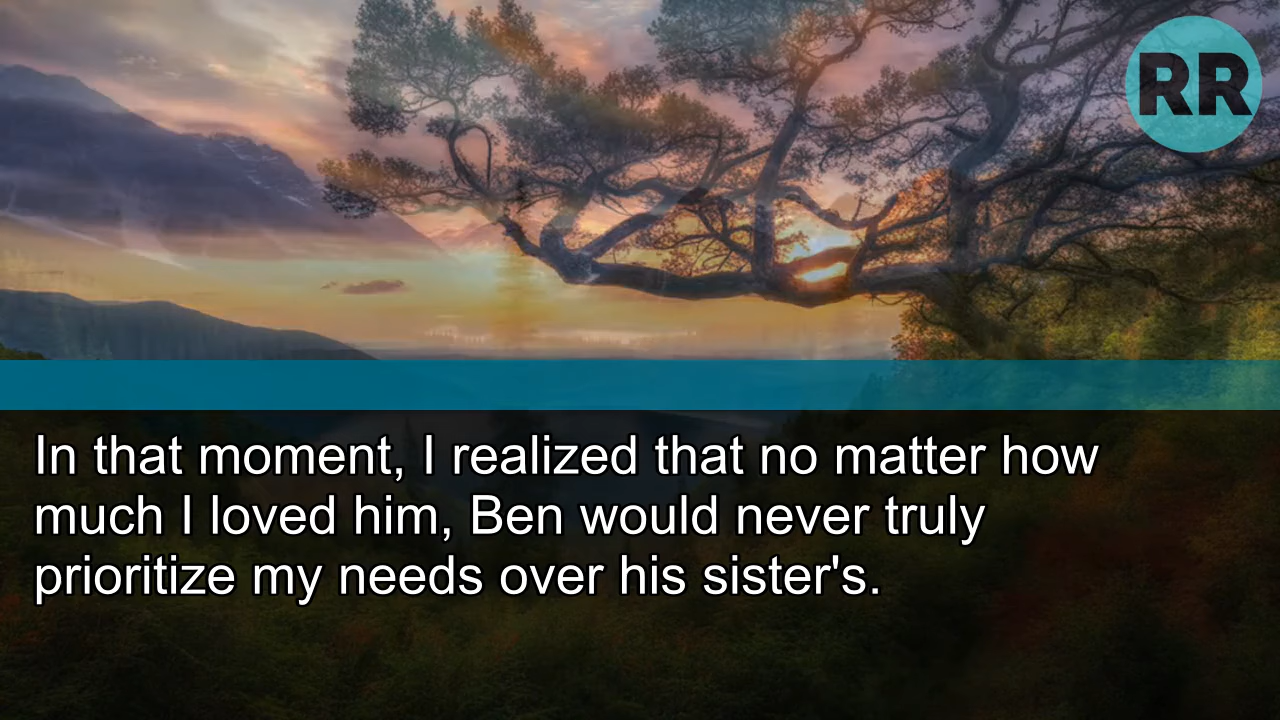 RR
In that moment, I realized that no matter how
much I loved him, Ben would never truly
prioritize my needs over his sister's.